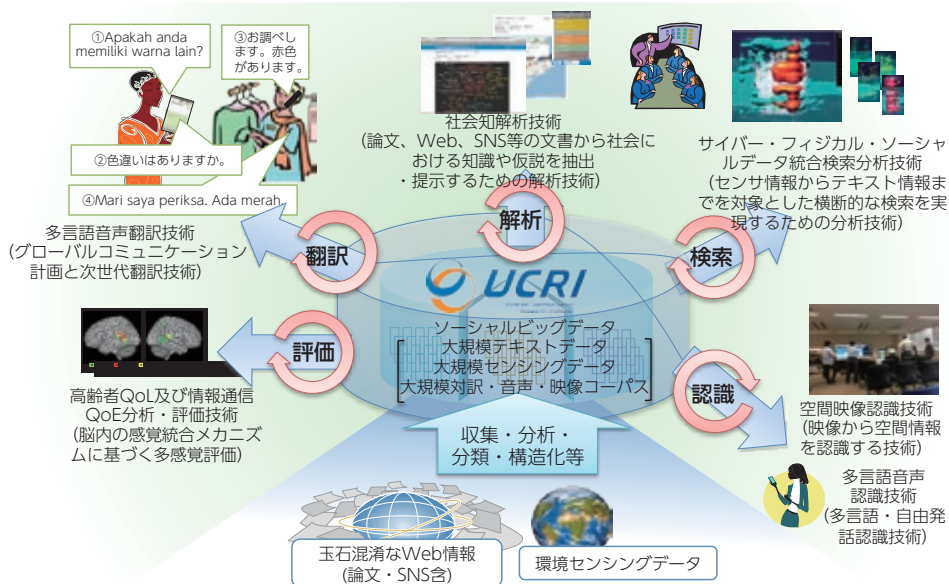 ①Apakah anda
memiliki warna lain?
③お調べし
ます。赤色
があります。
②色違いはありますか。
④Mari saya periksa. Ada merah.
多言語音声翻訳技術
(グローバルコミュニケーション
計画と次世代翻訳技術)
社会知解析技術
(論文、Web、SNS等の文書から社会に
おける知識や仮説を抽出
・提示するための解析技術)
サイバー・フィジカル・ソーシャ
ルデータ統合検索分析技術
(センサ情報からテキスト情報ま
でを対象とした横断的な検索を実
現するための分析技術)
翻訳
解析
検索
UCRI
ソーシャルビッグデータ
大規模テキストデータ
大規模センシングデータ
大規模対訳・音声・映像コーパス
評価
認識
高齢者QoL及び情報通信
QoE分析・評価技術
(脳内の感覚統合メカニズ
ムに基づく多感覚評価)
空間映像認識技術
(映像から空間情報
を認識する技術)
多言語音声
認識技術
(多言語・自由発
話認識技術)
収集・分析・
分類・構造化等
玉石混淆なWeb情報
(論文・SNS含)
環境センシングデータ